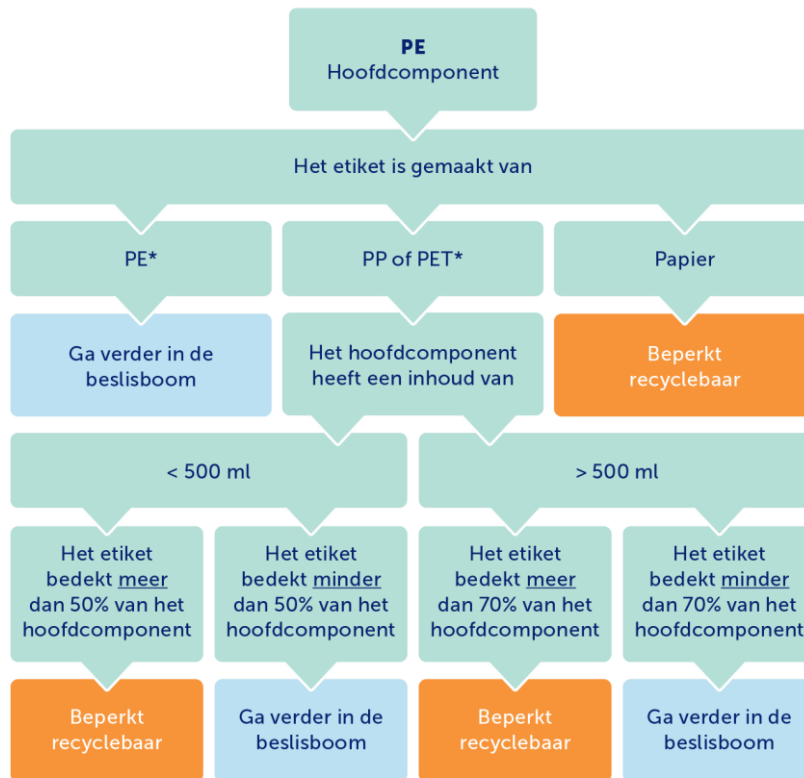 PE
Hoofdcomponent
Het etiket is gemaakt van
PE*
PP of PET*
Papier
Ga verder in de
beslisboom
Het hoofdcomponent
heeft een inhoud van
Beperkt
recyclebaar
< 500 ml
> 500 ml
Het etiket
bedekt meer
dan 50% van het
hoofdcomponent
Het etiket
bedekt minder
dan 50% van het
hoofdcomponent
Het etiket
bedekt meer
dan 70% van het
hoofdcomponent
Het etiket
bedekt minder
dan 70% van het
hoofdcomponent
Beperkt
recyclebaar
Ga verder in de
beslisboom
Beperkt
recyclebaar
Ga verder in de
beslisboom